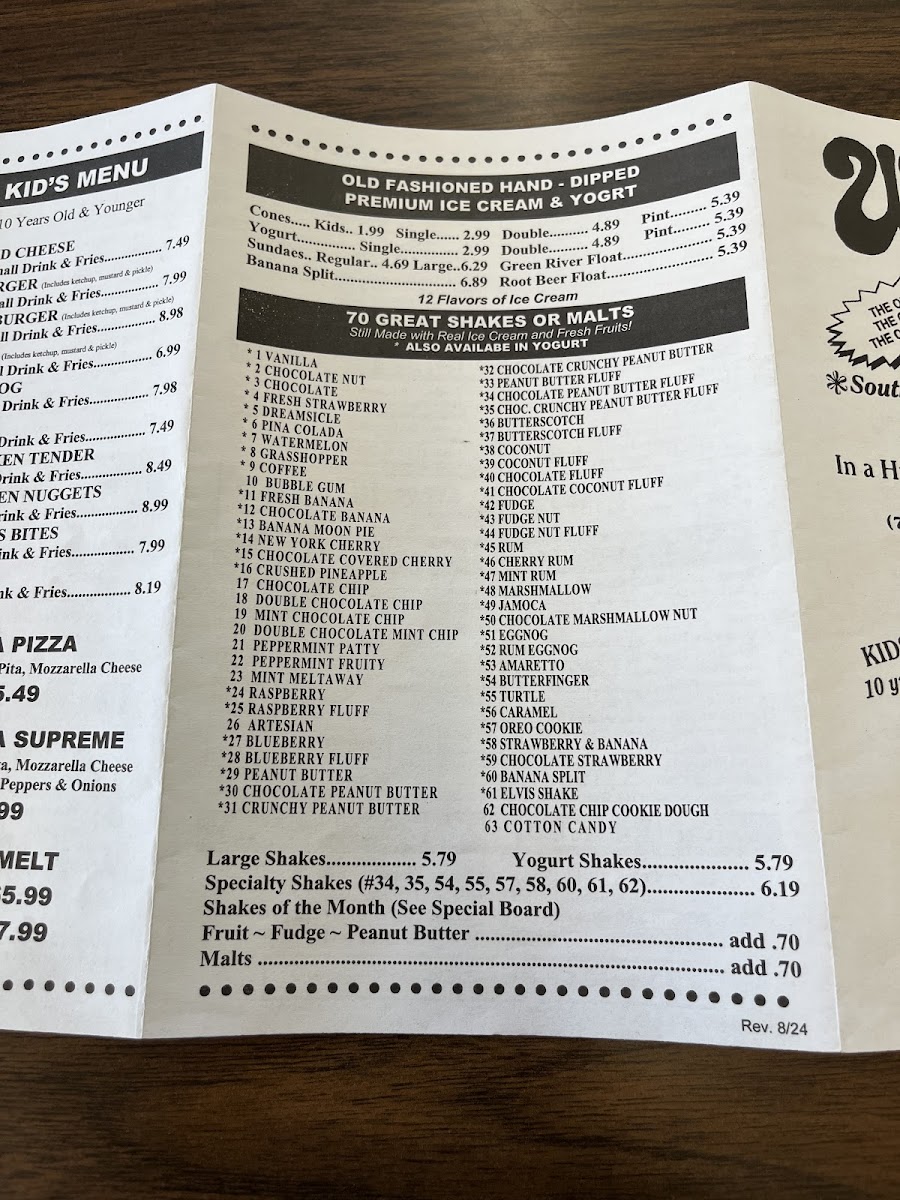 KID'S MENU
10 Years Old & Younger
D CHEESE
all Drink & Fries............... 7.49
RGER (Includes ketchup, mustard & pickle)
all Drink & Fries............... 7.99
BURGER (Includes ketchup, mustard & pickle)
ll Drink & Fries............... 8.98
(Includes ketchup, mustard & pickle)
l Drink & Fries............... 6.99
OG
Drink & Fries............... 7.98
Drink & Fries............... 7.49
KEN TENDER
Drink & Fries............... 8.49
EN NUGGETS
rink & Fries............... 8.99
S BITES
ink & Fries............... 7.99
nk & Fries................ 8.19
A PIZZA
Pita, Mozzarella Cheese
5.49
A SUPREME
ta, Mozzarella Cheese
Peppers & Onions
99
MELT
5.99
7.99
OLD FASHIONED HAND - DIPPED
PREMIUM ICE CREAM & YOGRT
Cones..... Kids.. 1.99 Single...... 2.99 Double......... 4.89 Pint......... 5.39
Yogurt............... Single............... 2.99 Double......... 4.89 Pint......... 5.39
Sundaes.. Regular.. 4.69 Large..6.29 Green River Float......................... 5.39
Banana Split............................... 6.89 Root Beer Float............................ 5.39
12 Flavors of Ice Cream
70 GREAT SHAKES OR MALTS
Still Made with Real Ice Cream and Fresh Fruits!
* ALSO AVAILABE IN YOGURT
* 1 VANILLA
* 2 CHOCOLATE NUT
* 3 CHOCOLATE
* 4 FRESH STRAWBERRY
* 5 DREAMSICLE
* 6 PINA COLADA
* 7 WATERMELON
* 8 GRASSHOPPER
* 9 COFFEE
10 BUBBLE GUM
*11 FRESH BANANA
*12 CHOCOLATE BANANA
*13 BANANA MOON PIE
*14 NEW YORK CHERRY
*15 CHOCOLATE COVERED CHERRY
*16 CRUSHED PINEAPPLE
17 CHOCOLATE CHIP
18 DOUBLE CHOCOLATE CHIP
19 MINT CHOCOLATE CHIP
20 DOUBLE CHOCOLATE MINT CHIP
21 PEPPERMINT PATTY
22 PEPPERMINT FRUITY
23 MINT MELTAWAY
*24 RASPBERRY
*25 RASPBERRY FLUFF
26 ARTESIAN
*27 BLUEBERRY
*28 BLUEBERRY FLUFF
*29 PEANUT BUTTER
*30 CHOCOLATE PEANUT BUTTER
*31 CRUNCHY PEANUT BUTTER
*32 CHOCOLATE CRUNCHY PEANUT BUTTER
*33 PEANUT BUTTER FLUFF
*34 CHOCOLATE PEANUT BUTTER FLUFF
*35 CHOC. CRUNCHY PEANUT BUTTER FLUFF
*36 BUTTERSCOTCH
*37 BUTTERSCOTCH FLUFF
*38 COCONUT
*39 COCONUT FLUFF
*40 CHOCOLATE FLUFF
*41 CHOCOLATE COCONUT FLUFF
*42 FUDGE
*43 FUDGE NUT
*44 FUDGE NUT FLUFF
*45 RUM
*46 CHERRY RUM
*47 MINT RUM
*48 MARSHMALLOW
*49 JAMOCA
*50 CHOCOLATE MARSHMALLOW NUT
*51 EGGNOG
*52 RUM EGGNOG
*53 AMARETTO
*54 BUTTERFINGER
*55 TURTLE
*56 CARAMEL
*57 OREO COOKIE
*58 STRAWBERRY & BANANA
*59 CHOCOLATE STRAWBERRY
*60 BANANA SPLIT
*61 ELVIS SHAKE
62 CHOCOLATE CHIP COOKIE DOUGH
63 COTTON CANDY
Large Shakes.................. 5.79 Yogurt Shakes..................... 5.79
Specialty Shakes (#34, 35, 54, 55, 57, 58, 60, 61, 62)..................... 6.19
Shakes of the Month (See Special Board)
Fruit ~ Fudge ~ Peanut Butter ................................................ add .70
Malts ............................................................................................. add .70
Rev. 8/24
THE O
THE C
THE C
South
In a H
(7
KIDS
10 y